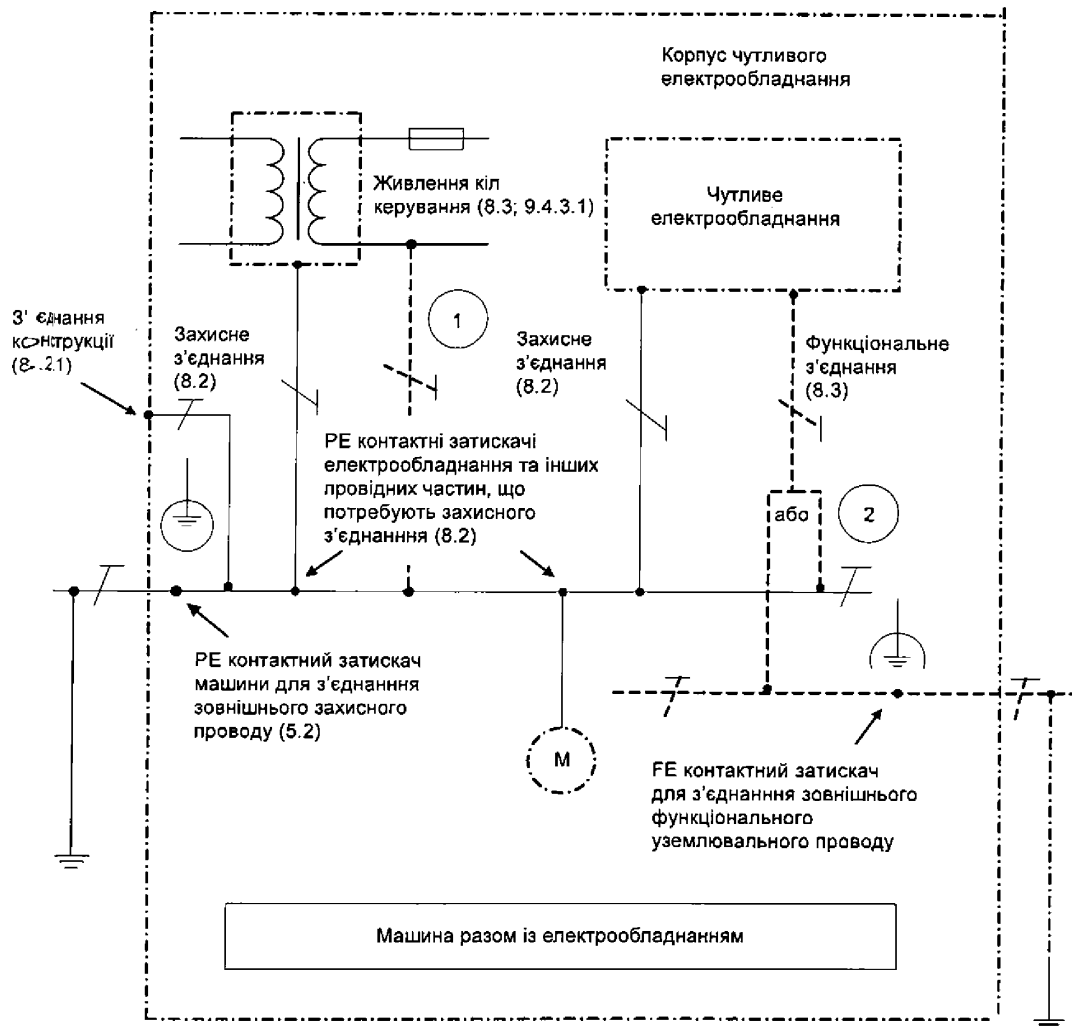 Корпус чутливого
електрообладнання
Живлення кіл
керування (8.3; 9.4.3.1)
Чутливе
електрообладнання
1
З' єднання
конструкції
Захисне
з'єднання
(8.2)
Захисне
з'єднання
(8.2)
Функціональне
з'єднання
(8.3)
PE контактні затискачі
електрообладнання та інших
провідних частин, що
потребують захисного
з'єданння (8.2)
або
2
PE контактний затискач
машини для з'єднанння
зовнішнього захисного
проводу (5.2)
M
FE контактний затискач
для з'єднанння зовнішнього
функціонального
уземлювального проводу
Машина разом із електрообладнанням